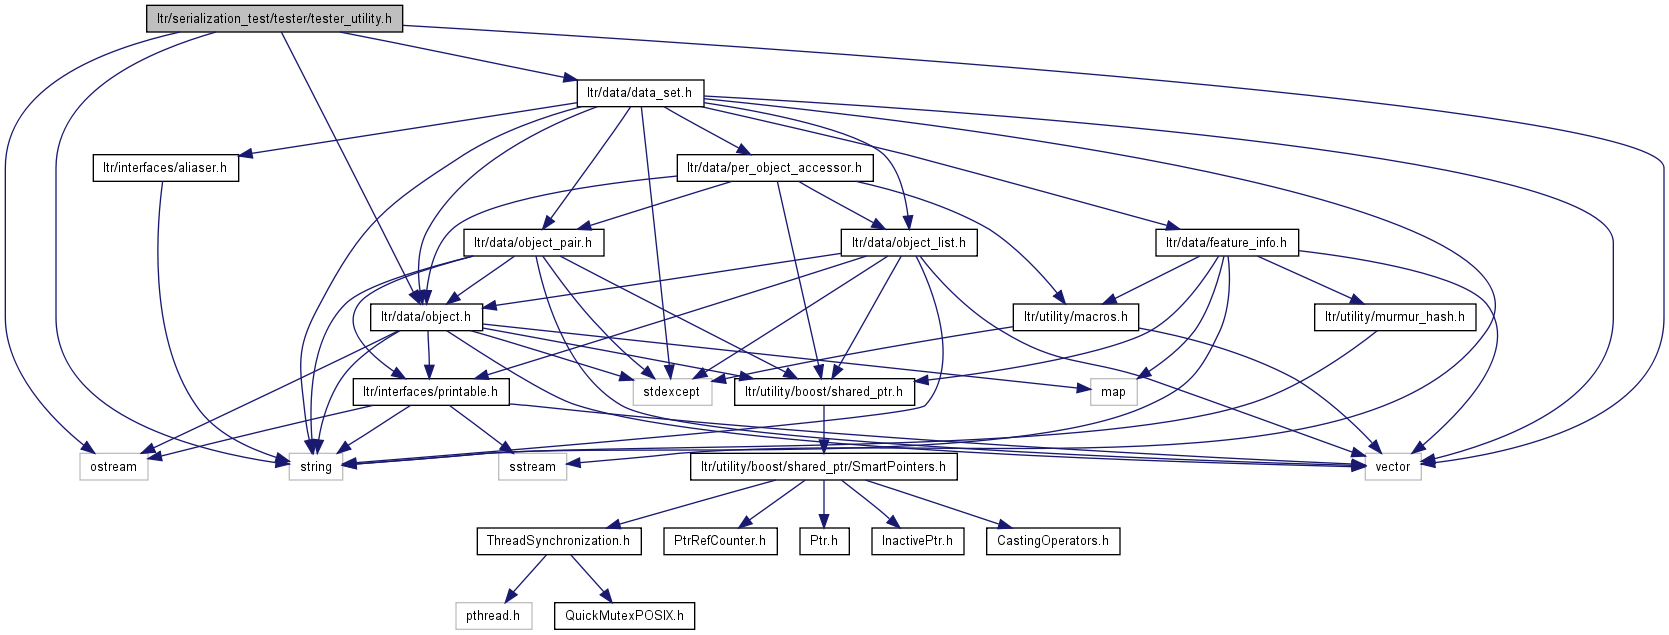 ltr/serialization_test/tester/tester_utility.h
ltr/data/data_set.h
ltr/interfaces/aliaser.h
ltr/data/per_object_accessor.h
ltr/data/object_pair.h
ltr/data/object_list.h
ltr/data/feature_info.h
ltr/data/object.h
ltr/utility/macros.h
ltr/utility/murmur_hash.h
ltr/interfaces/printable.h
stdexcept
ltr/utility/boost/shared_ptr.h
map
ostream
string
sstream
ltr/utility/boost/shared_ptr/SmartPointers.h
vector
ThreadSynchronization.h
PtrRefCounter.h
Ptr.h
InactivePtr.h
CastingOperators.h
pthread.h
QuickMutexPOSIX.h